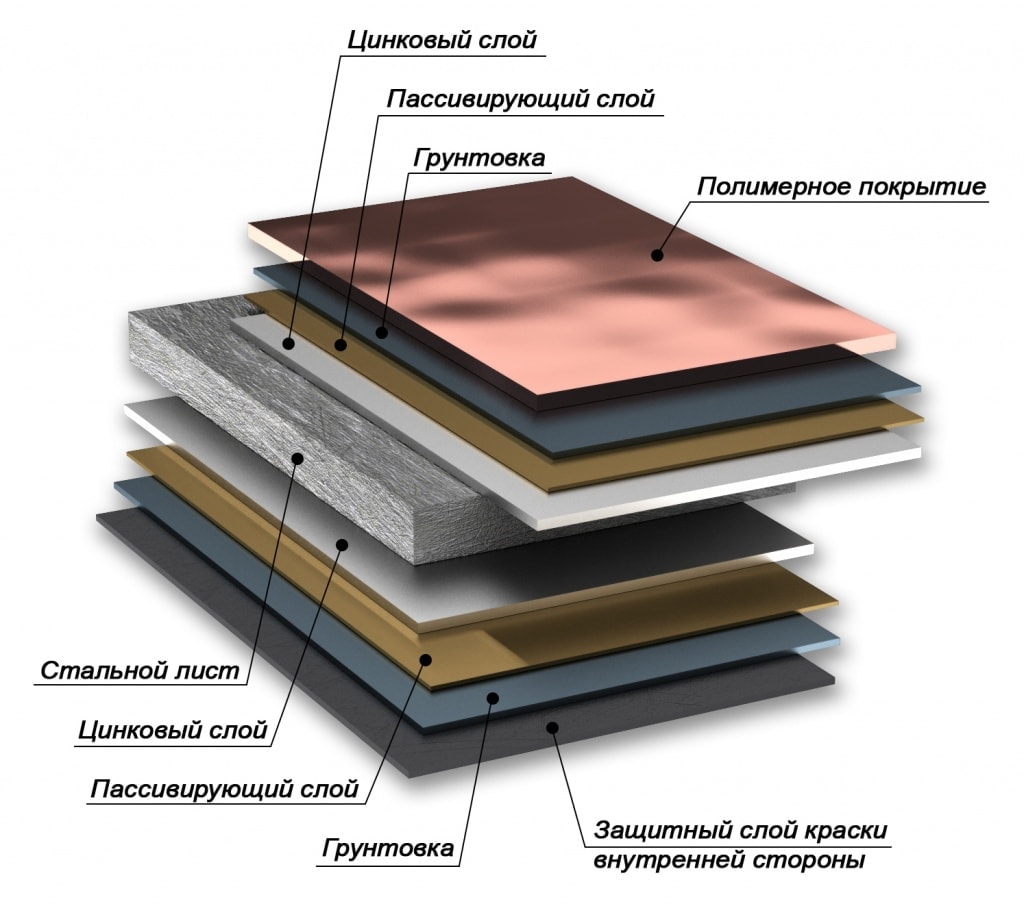 Цинковый слой
Пассивирующий слой
Грунтовка
Полимерное покрытие
Стальной лист
Цинковый слой
Пассивирующий слой
Грунтовка
Защитный слой краски
внутренней стороны